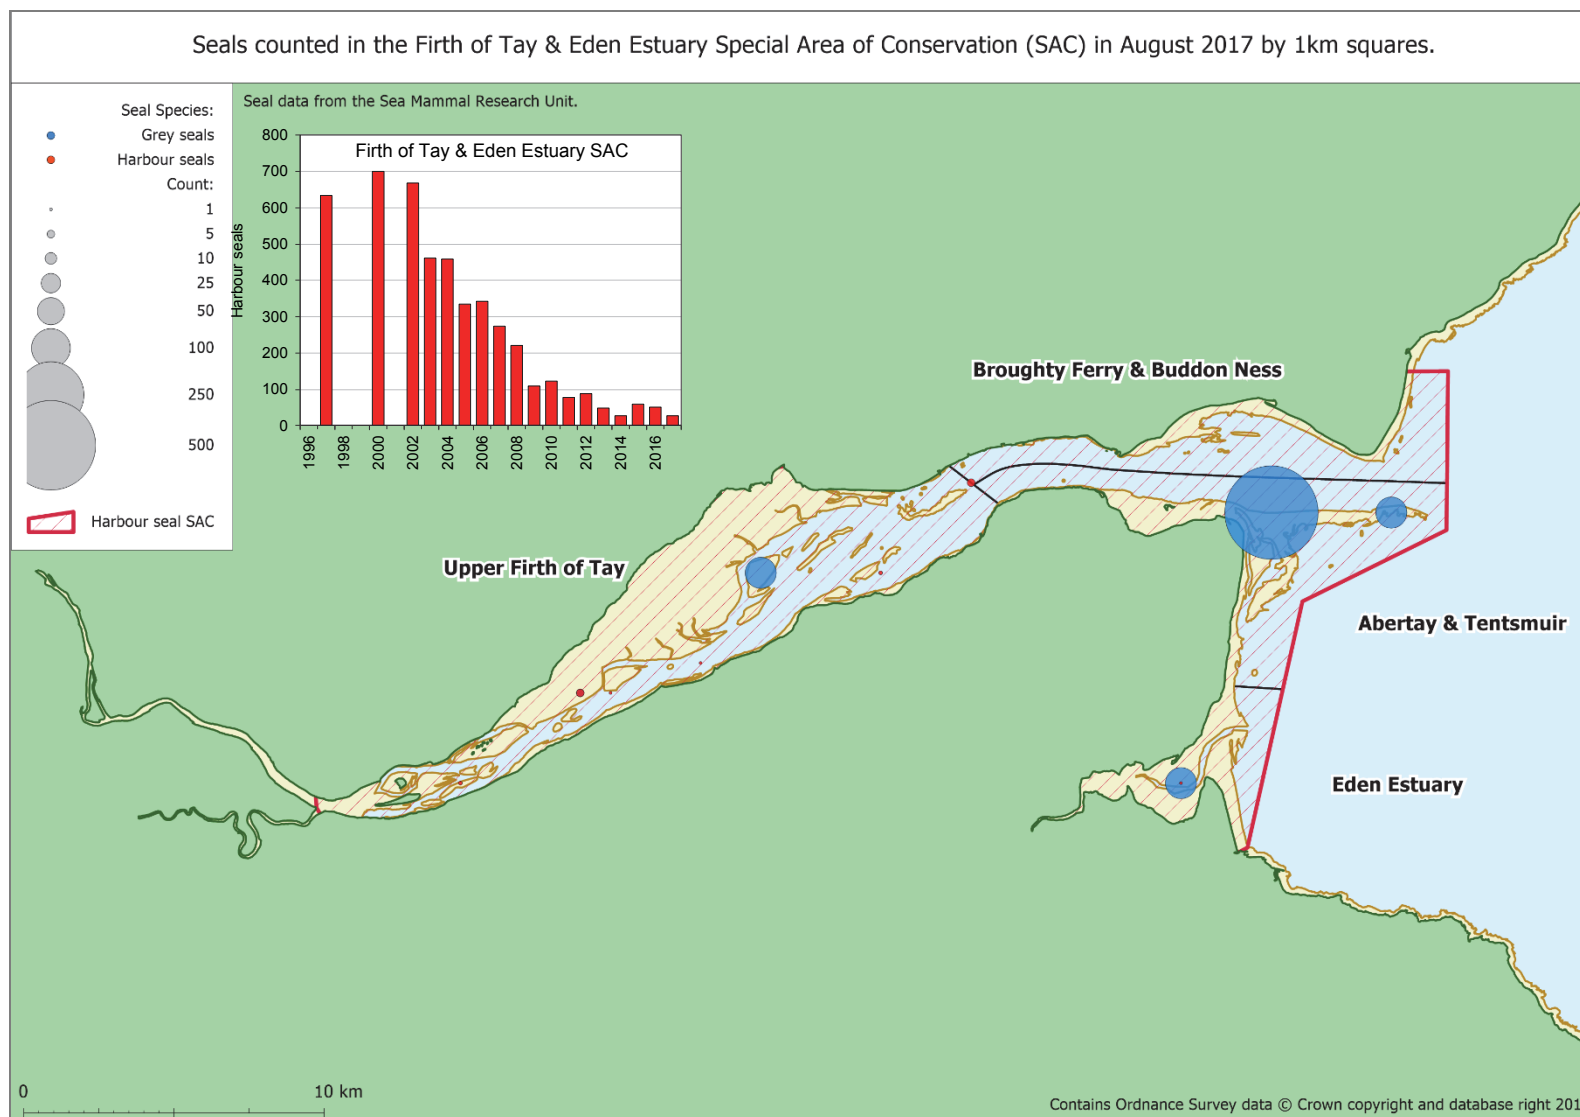 Seals counted in the Firth of Tay & Eden Estuary Special Area of Conservation (SAC) in August 2017 by 1km squares.
Seal data from the Sea Mammal Research Unit.
Seal Species:
Grey seals
Harbour seals
Count:
1
5
10
25
50
100
250
500
Harbour seal SAC
Firth of Tay & Eden Estuary SAC
Harbour seals
800
700
600
500
400
300
200
100
0
1996
1998
2000
2002
2004
2006
2008
2010
2012
2014
2016
Broughty Ferry & Buddon Ness
Upper Firth of Tay
Abertay & Tentsmuir
Eden Estuary
0 10 km
Contains Ordnance Survey data © Crown copyright and database right 201